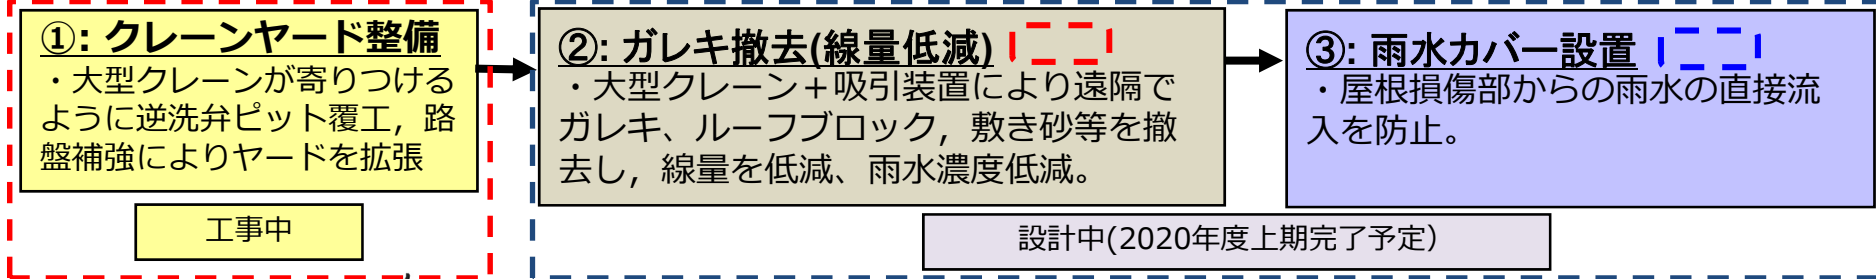 ①: クレーンヤード整備
・大型クレーンが寄りつける
ように逆洗弁ピット覆工，路
盤補強によりヤードを拡張
工事中
②: ガレキ撤去(線量低減)
・大型クレーン＋吸引装置により遠隔で
ガレキ、ルーフブロック，敷き砂等を撤
去し，線量を低減、雨水濃度低減。
③: 雨水カバー設置
・屋根損傷部からの雨水の直接流
入を防止。
設計中(2020年度上期完了予定）